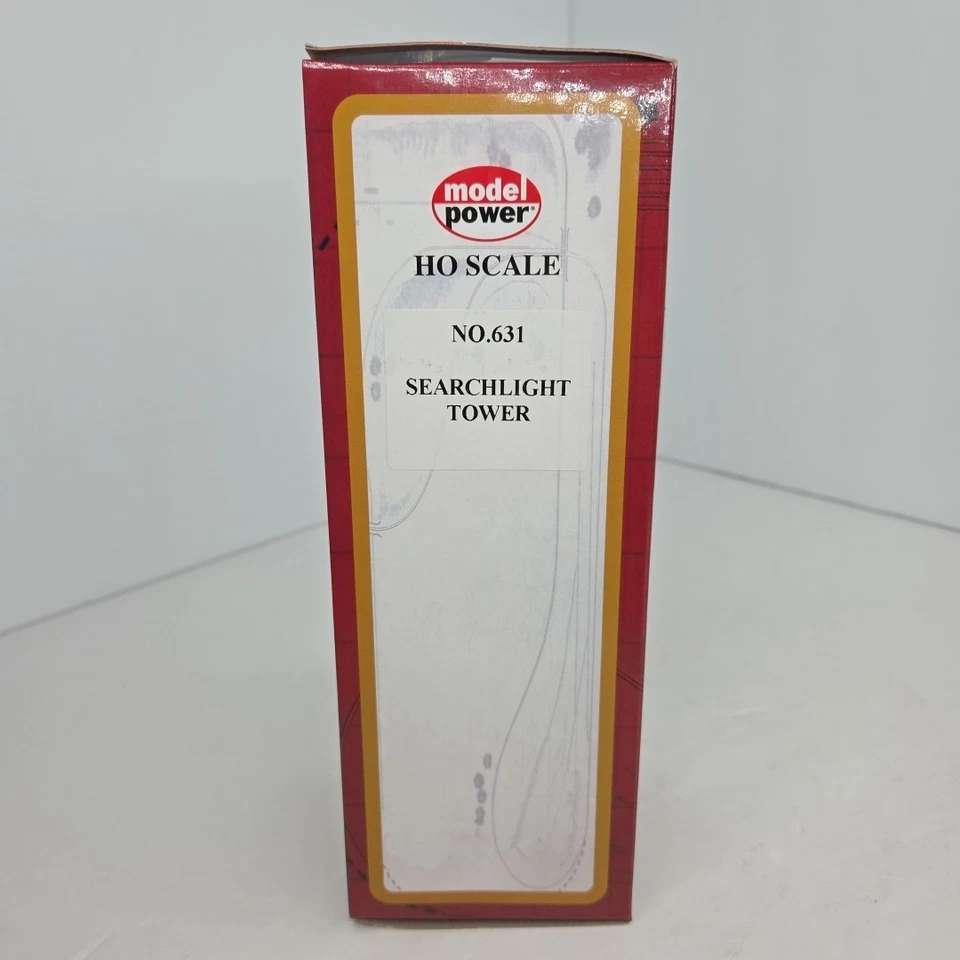 model
power
HO SCALE
NO.631
SEARCHLIGHT
TOWER